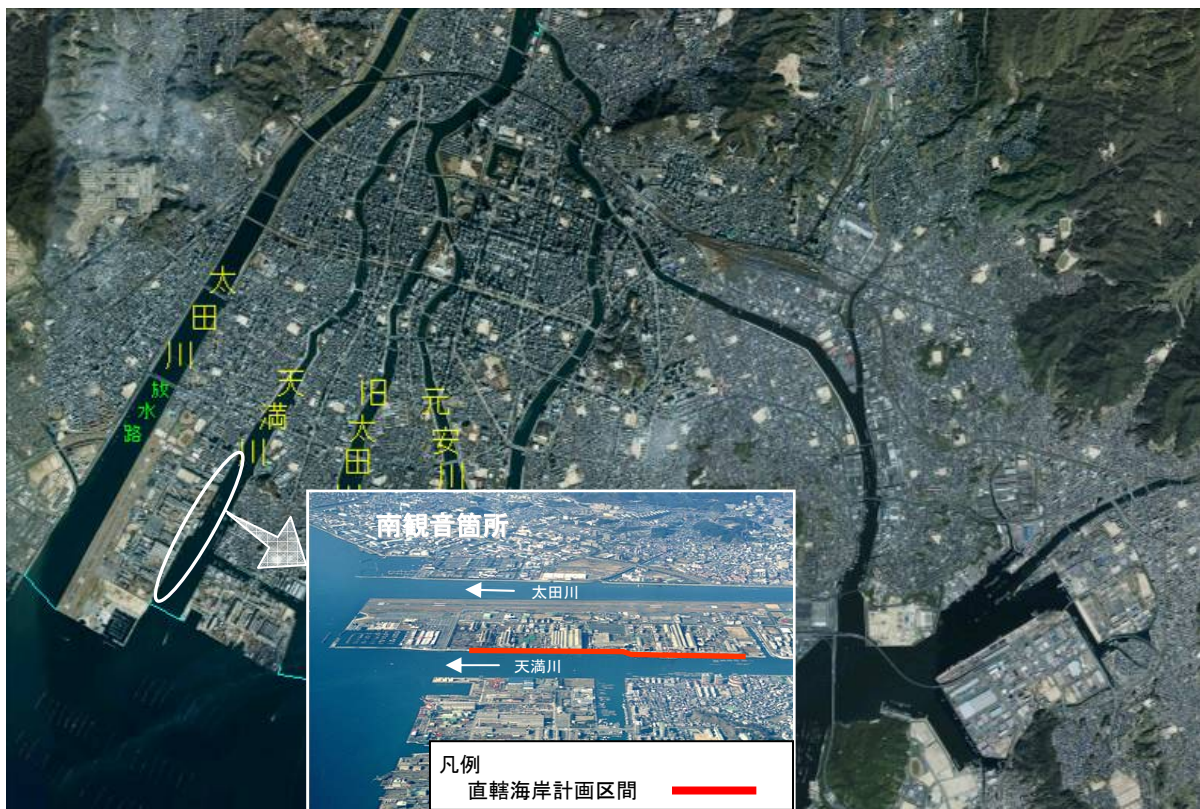 太田川
放水路
天満川
旧太田
元安川
南観音箇所
太田川
天満川
凡例
直轄海岸計画区間